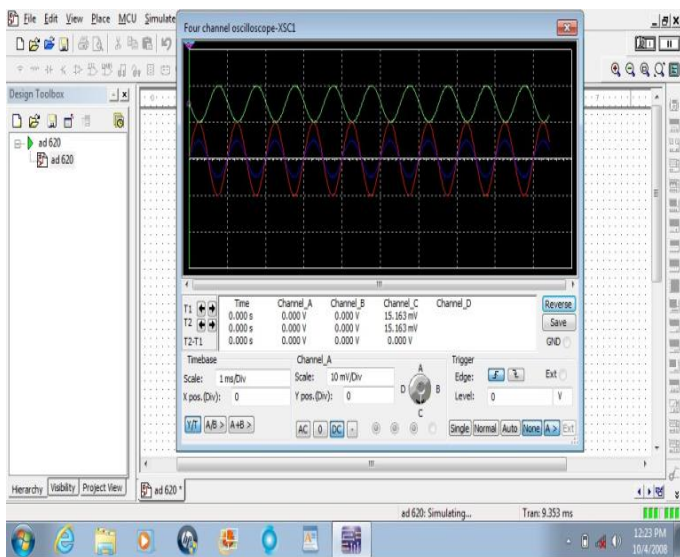 File Edit View Place MCU Simulate
Four channel oscilloscope-XSC1
Design Toolbox
ad 620
ad 620
Time Channel_A Channel_B Channel_C Channel_D
T1 0.000 s 0.000 V 0.000 V 15.163 mV
T2 0.000 s 0.000 V 0.000 V 15.163 mV
T2-T1 0.000 s 0.000 V 0.000 V 0.000 V
Reverse
Save
GND
Timebase
Scale: 1 ms/Div
X pos.(Div): 0
Y/T A/B > A+B >
Channel_A
Scale: 10 mV/Div
Y pos.(Div): 0
AC 0 DC -
A
D B
C
Trigger
Edge: Ext
Level: 0 V
Single Normal Auto None A > Ext
Hierarchy Visibility Project View
ad 620 *
ad 620: Simulating... Tran: 9.353 ms
12:23 PM
10/4/2008